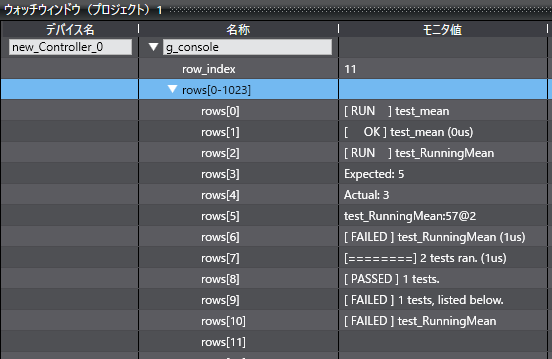 ウォッチウィンドウ（プロジェクト）1
デバイス名 名称 モニタ値
new_Controller_0 ▼ g_console
row_index 11
▼ rows[0-1023]
rows[0] [ RUN    ] test_mean
rows[1] [     OK ] test_mean (0us)
rows[2] [ RUN    ] test_RunningMean
rows[3] Expected: 5
rows[4] Actual: 3
rows[5] test_RunningMean:57@2
rows[6] [ FAILED ] test_RunningMean (1us)
rows[7] [========] 2 tests ran. (1us)
rows[8] [ PASSED ] 1 tests.
rows[9] [ FAILED ] 1 tests, listed below.
rows[10] [ FAILED ] test_RunningMean
rows[11]